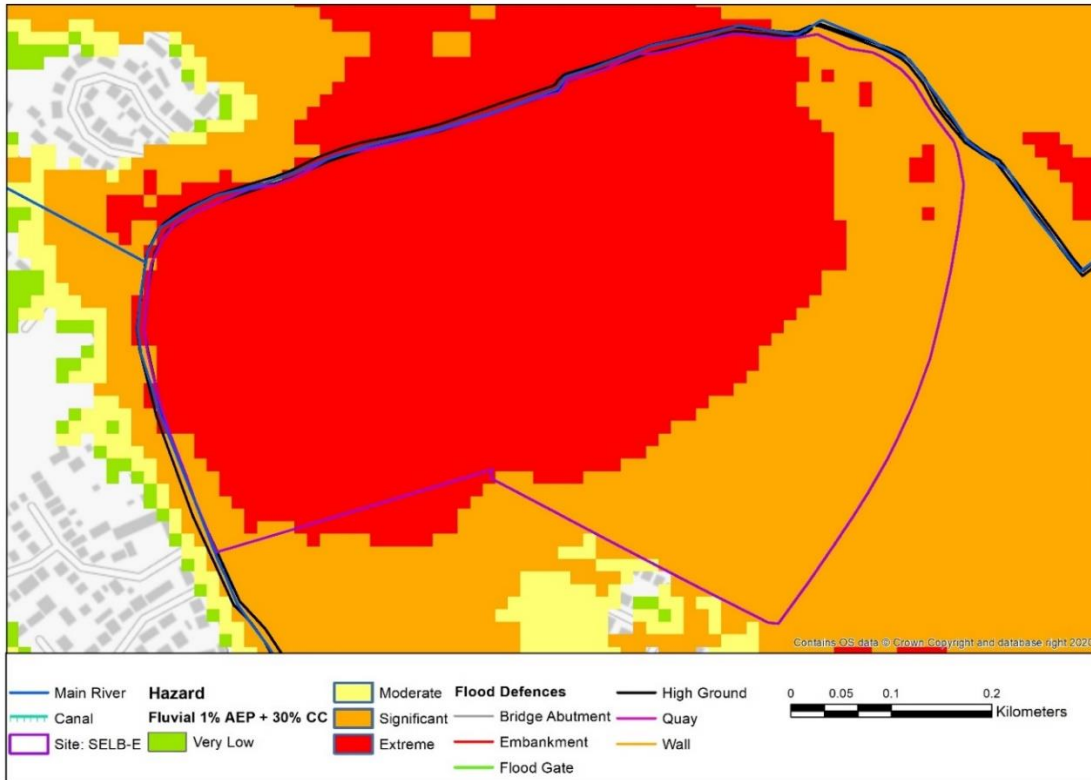 Contains OS data © Crown Copyright and database right 2020
Main River
Canal
Site: SELB-E
Hazard
Fluvial 1% AEP + 30% CC
Very Low
Moderate
Significant
Extreme
Flood Defences
Bridge Abutment
Embankment
Flood Gate
High Ground
Quay
Wall
0 0.05 0.1 0.2
Kilometers